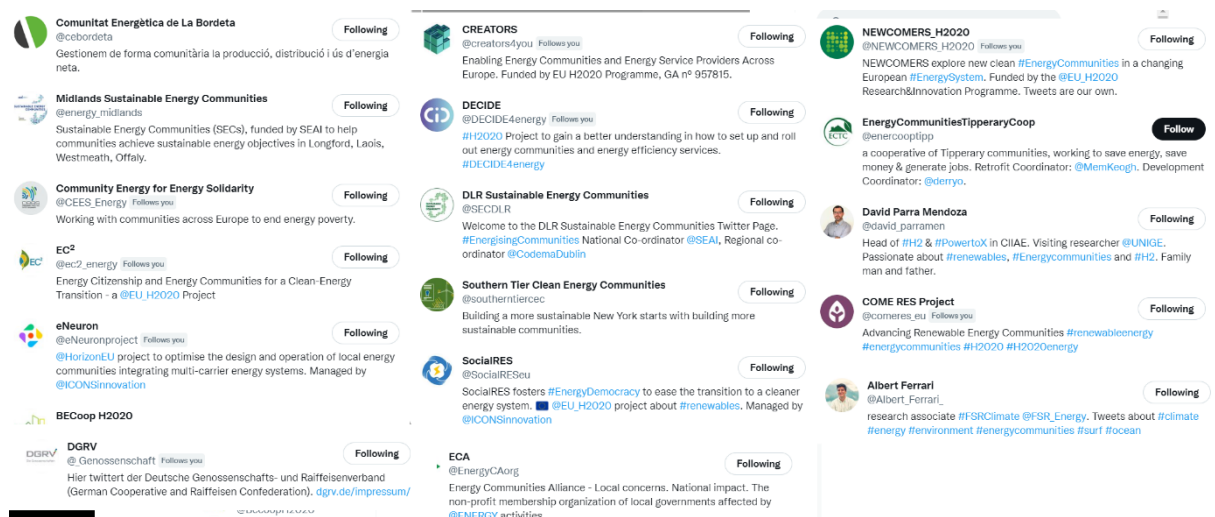 Comunitat Energètica de La Bordeta
@cebordeta
Following
Gestionem de forma comunitària la producció, distribució i ús d'energia
neta.
Midlands Sustainable Energy Communities
@energy_midlands
Following
Sustainable Energy Communities (SECs), funded by SEAI to help
communities achieve sustainable energy objectives in Longford, Laois,
Westmeath, Offaly.
Community Energy for Energy Solidarity
@CEES_Energy Follows you
Following
Working with communities across Europe to end energy poverty.
EC²
@ec2_energy Follows you
Following
Energy Citizenship and Energy Communities for a Clean-Energy
Transition - a @EU_H2020 Project
eNeuron
@eNeuronproject Follows you
Following
@HorizonEU project to optimise the design and operation of local energy
communities integrating multi-carrier energy systems. Managed by
@ICONSinnovation
BECoop H2020
DGRV
DGRV
@_Genossenschaft Follows you
Following
Hier twittert der Deutsche Genossenschafts- und Raiffeisenverband
(German Cooperative and Raiffeisen Confederation). dgrv.de/impressum/
CREATORS
@creators4you Follows you
Following
Enabling Energy Communities and Energy Service Providers Across
Europe. Funded by EU H2020 Programme, GA nº 957815.
DECIDE
@DECIDE4energy Follows you
Following
#H2020 Project to gain a better understanding in how to set up and roll
out energy communities and energy efficiency services.
#DECIDE4energy
DLR Sustainable Energy Communities
@SECDLR
Following
Welcome to the DLR Sustainable Energy Communities Twitter Page.
#EnergisingCommunities National Co-ordinator @SEAI, Regional co-
ordinator @CodemaDublin
Southern Tier Clean Energy Communities
@southerntiercec
Following
Building a more sustainable New York starts with building more
sustainable communities.
SocialRES
@SocialRESeu
Following
SocialRES fosters #EnergyDemocracy to ease the transition to a cleaner
energy system. @EU_H2020 project about #renewables. Managed by
@ICONSinnovation
ECA
@EnergyCAorg
Following
Energy Communities Alliance - Local concerns. National impact. The
non-profit membership organization of local governments affected by
@ENERGY activities
NEWCOMERS_H2020
@NEWCOMERS_H2020 Follows you
Following
NEWCOMERS explore new clean #EnergyCommunities in a changing
European #EnergySystem. Funded by the @EU_H2020
Research&Innovation Programme. Tweets are our own.
EnergyCommunitiesTipperaryCoop
@enercooptipp
Follow
ECTC
a cooperative of Tipperary communities, working to save energy, save
money & generate jobs. Retrofit Coordinator: @MemKeogh. Development
Coordinator: @derryo.
David Parra Mendoza
@david_parramen
Following
Head of #H2 & #PowertoX in CIIAE. Visiting researcher @UNIGE.
Passionate about #renewables, #Energycommunities and #H2. Family
man and father.
COME RES Project
@comeres_eu Follows you
Following
Advancing Renewable Energy Communities #renewableenergy
#energycommunities #H2020 #H2020energy
Albert Ferrari
@Albert_Ferrari_
Following
research associate #FSRClimate @FSR_Energy. Tweets about #climate
#energy #environment #energycommunities #surf #ocean